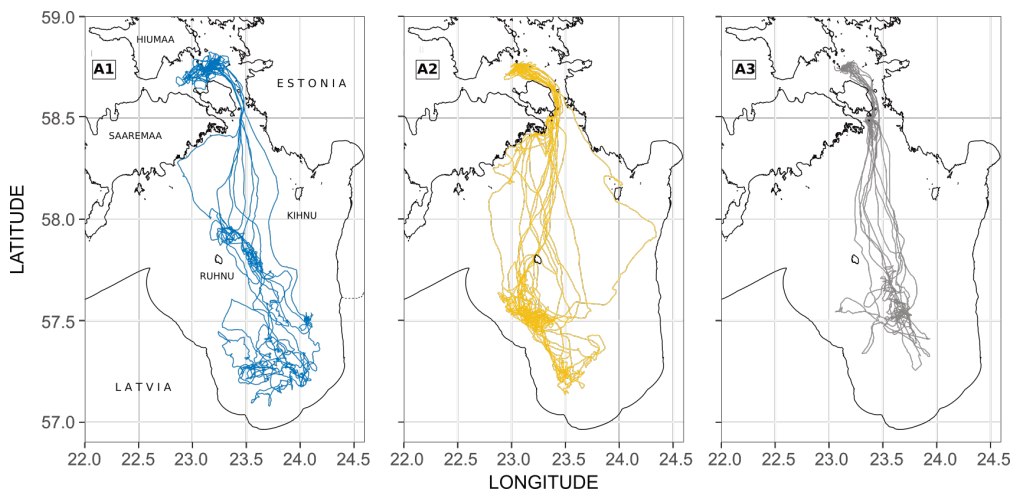 59.0
58.5
58.0
57.5
57.0
LATITUDE
A1
HIUMAA
ESTONIA
SAAREMAA
KIHNU
RUHNU
LATVIA
A2
A3
22.0 22.5 23.0 23.5 24.0 24.5
22.0 22.5 23.0 23.5 24.0 24.5
22.0 22.5 23.0 23.5 24.0 24.5
LONGITUDE